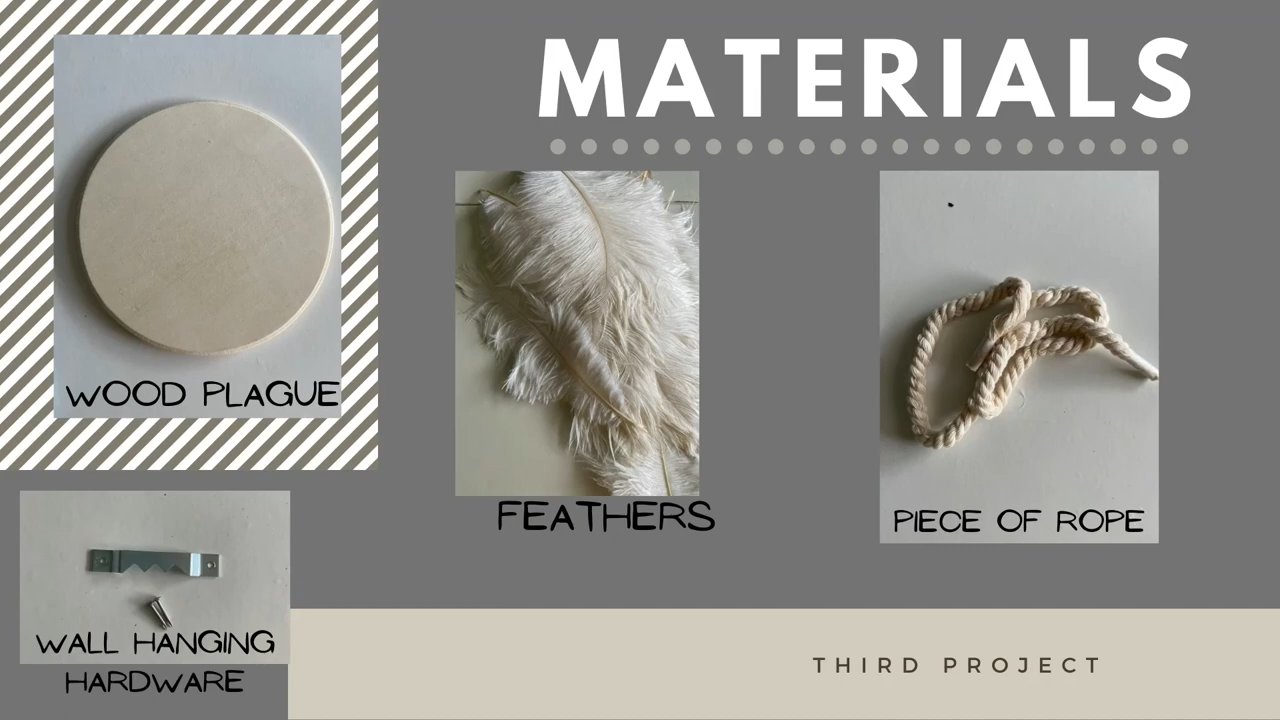 MATERIALS
WOOD PLAGUE
FEATHERS
PIECE OF ROPE
WALL HANGING
HARDWARE
THIRD PROJECT